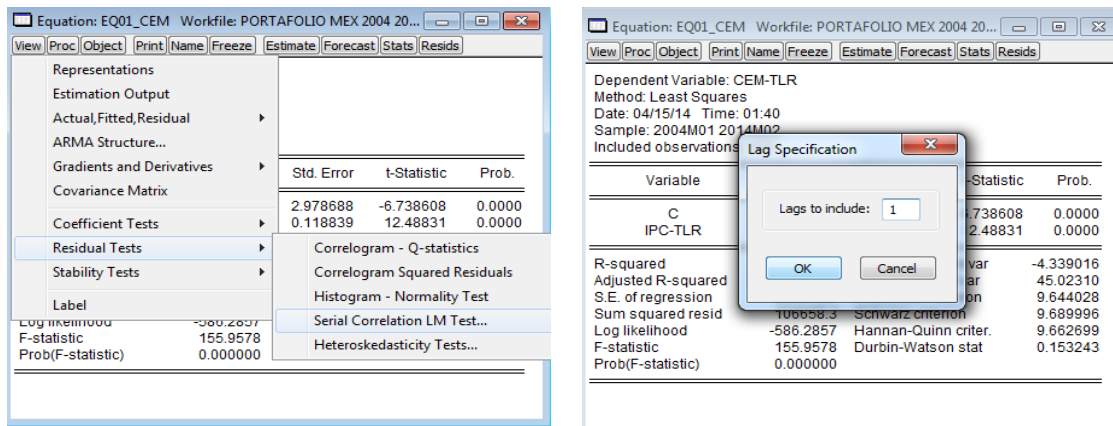 Equation: EQ01_CEM Workfile: PORTAFOLIO MEX 2004 20...
View Proc Object Print Name Freeze Estimate Forecast Stats Resids
Representations
Estimation Output
Actual,Fitted,Residual
ARMA Structure...
Gradients and Derivatives
Covariance Matrix
Coefficient Tests
Residual Tests
Stability Tests
Label
Std. Error t-Statistic Prob.
2.978688 -6.738608 0.0000
0.118839 12.48831 0.0000
Correlogram - Q-statistics
Correlogram Squared Residuals
Histogram - Normality Test
Serial Correlation LM Test...
Heteroskedasticity Tests...
Log likelihood -586.2857
F-statistic 155.9578
Prob(F-statistic) 0.000000
Equation: EQ01_CEM Workfile: PORTAFOLIO MEX 2004 20...
View Proc Object Print Name Freeze Estimate Forecast Stats Resids
Dependent Variable: CEM-TLR
Method: Least Squares
Date: 04/15/14 Time: 01:40
Sample: 2004M01 2014M02
Included observations
Lag Specification
Lags to include: 1
OK Cancel
Variable -Statistic Prob.
C .738608 0.0000
IPC-TLR 2.48831 0.0000
R-squared var -4.339016
Adjusted R-squared ar 45.02310
S.E. of regression on 9.644028
Sum squared resid 106658.3 Schwarz criterion 9.689996
Log likelihood -586.2857 Hannan-Quinn criter. 9.662699
F-statistic 155.9578 Durbin-Watson stat 0.153243
Prob(F-statistic) 0.000000